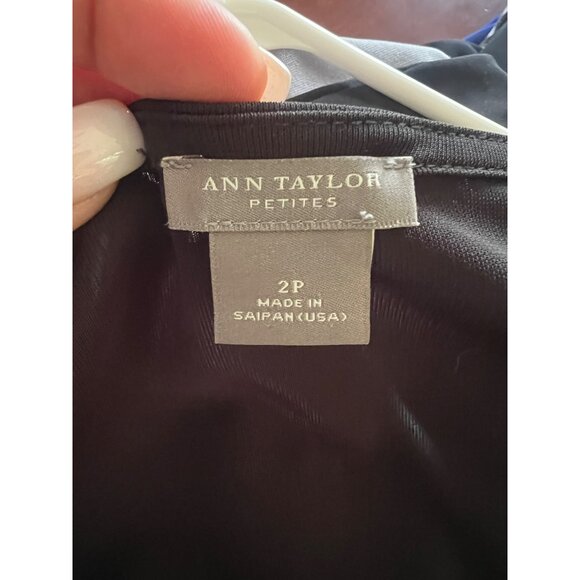 ANN TAYLOR
PETITES
2P
MADE IN
SAIPAN(USA)